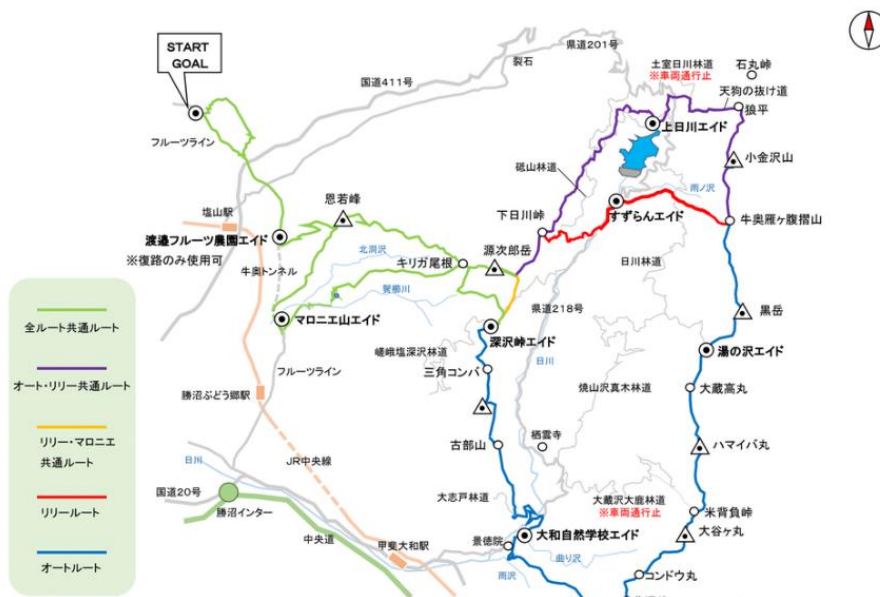 START
GOAL
フルーツライン
国道411号
裂石
県道201号
土室日川林道
※車両通行止
石丸峠
天狗の抜け道
狼平
上日川エイド
小金沢山
砥山林道
雨ノ沢
すずらんエイド
下日川峠
牛奥雁ヶ腹摺山
塩山駅
恩若峰
渡邉フルーツ農園エイド
※復路のみ使用可
牛奥トンネル
北洞沢
キリガ尾根
源次郎岳
日川林道
鬢櫛川
県道218号
黒岳
マロニエ山エイド
深沢峠エイド
嵯峨塩深沢林道
日川
湯の沢エイド
フルーツライン
三角コンバ
焼山沢真木林道
大蔵高丸
勝沼ぶどう郷駅
古部山
栖雲寺
ハマイバ丸
JR中央線
日川
国道20号
勝沼インター
中央道
大志戸林道
大蔵沢大鹿林道
※車両通行止
米背負峠
景徳院
大和自然学校エイド
大谷ヶ丸
甲斐大和駅
曲り沢
雨沢
コンドウ丸
全ルート共通ルート
オート・リリー共通ルート
リリー・マロニエ
共通ルート
リリールート
オートルート